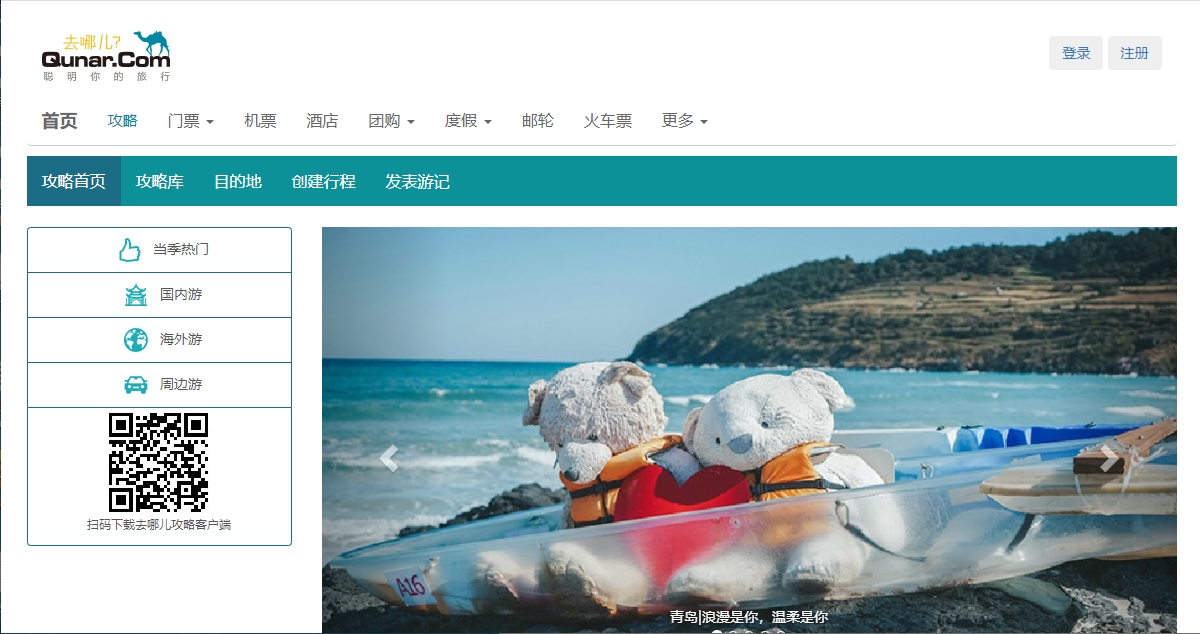 去哪儿?
Qunar.Com
聪明你的旅行
登录 注册
首页 攻略 门票 机票 酒店 团购 度假 邮轮 火车票 更多
攻略首页 攻略库 目的地 创建行程 发表游记
当季热门
国内游
海外游
周边游
扫码下载去哪儿攻略客户端
A16
青岛|浪漫是你，温柔是你